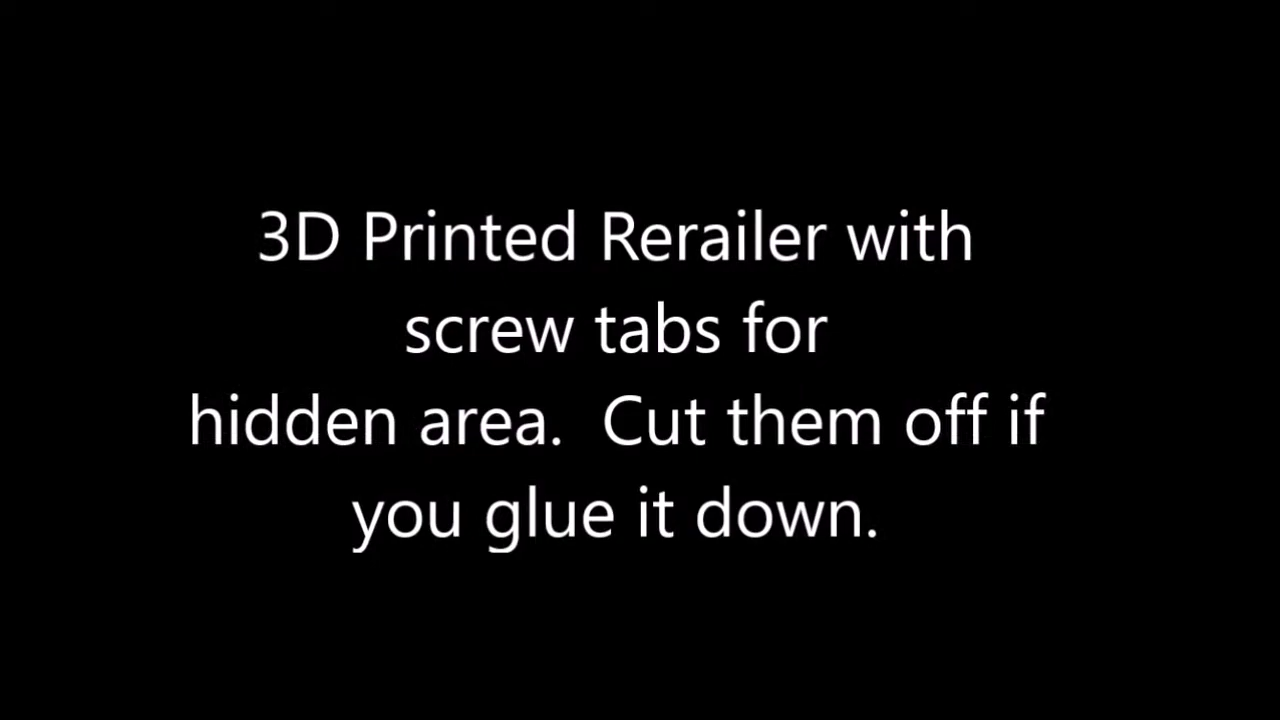 3D Printed Rerailer with
screw tabs for
hidden area.  Cut them off if
you glue it down.